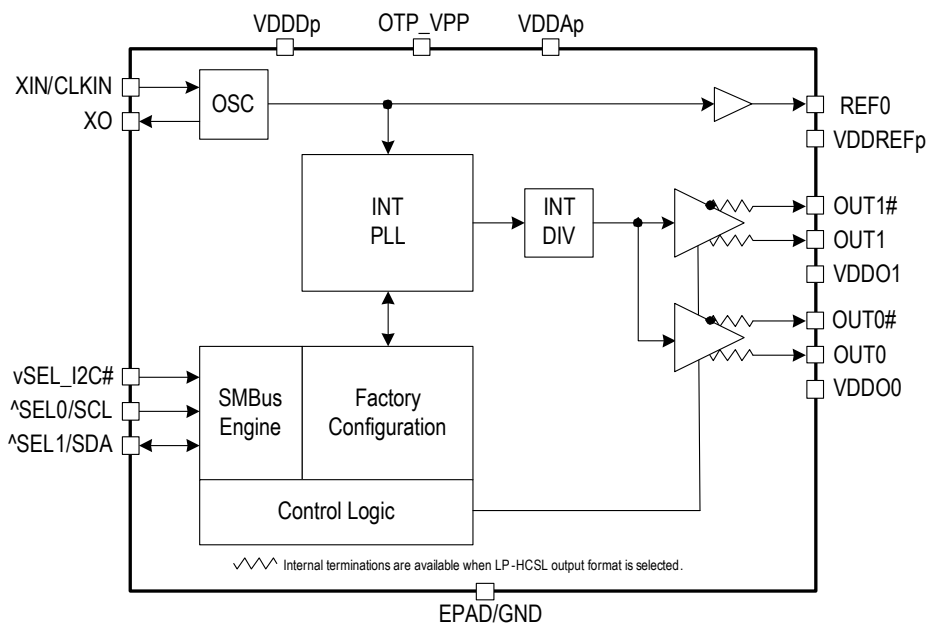 VDDDp
OTP_VPP
VDDAp
XIN/CLKIN
XO
OSC
REF0
VDDREFp
INT
PLL
INT
DIV
OUT1#
OUT1
VDDO1
OUT0#
OUT0
VDDO0
vSEL_I2C#
^SEL0/SCL
^SEL1/SDA
SMBus
Engine
Factory
Configuration
Control Logic
Internal terminations are available when LP-HCSL output format is selected.
EPAD/GND